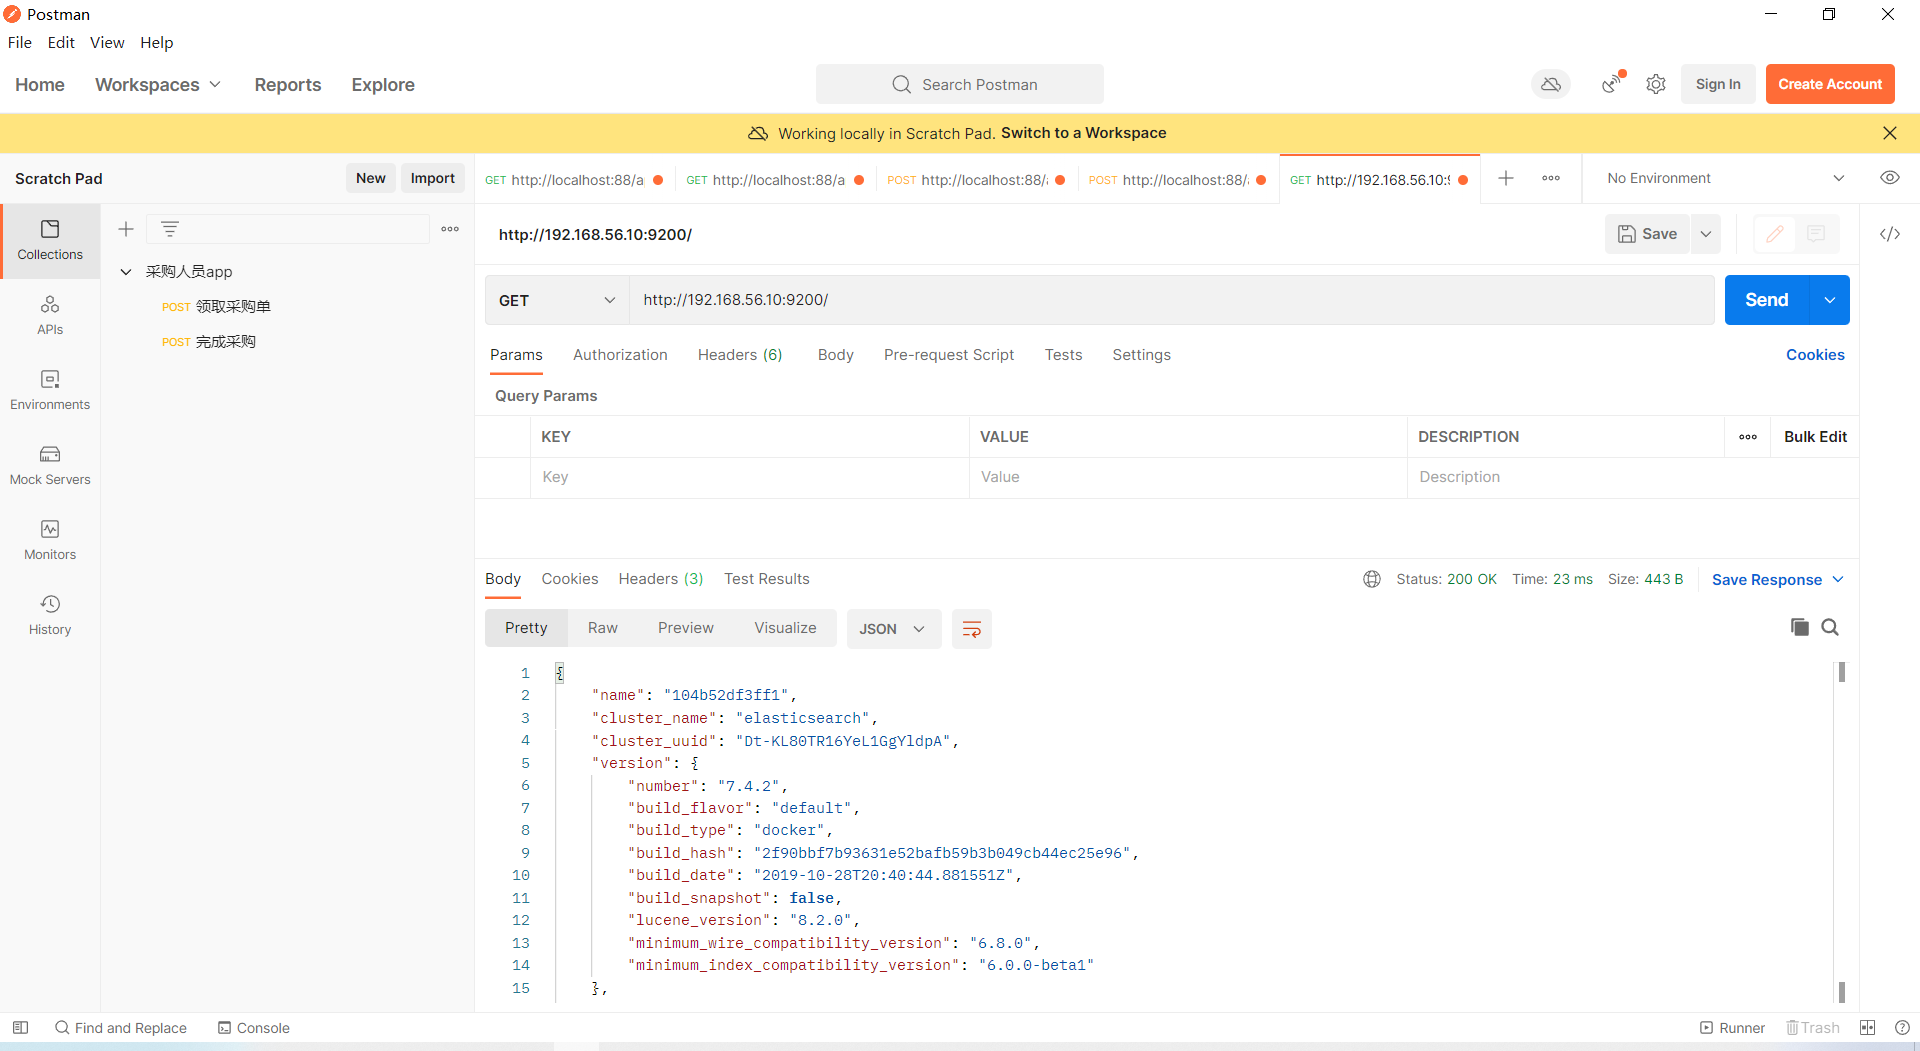 Postman
File Edit View Help
Home Workspaces Reports Explore Search Postman Sign In Create Account
Working locally in Scratch Pad. Switch to a Workspace
Scratch Pad New Import GET http://localhost:88/a GET http://localhost:88/a POST http://localhost:88/ POST http://localhost:88/ GET http://192.168.56.10:9 No Environment
Collections
APIs
Environments
Mock Servers
Monitors
History
采购人员app
POST 领取采购单
POST 完成采购
http://192.168.56.10:9200/ Save
GET http://192.168.56.10:9200/ Send
Params Authorization Headers (6) Body Pre-request Script Tests Settings Cookies
Query Params
KEY VALUE DESCRIPTION Bulk Edit
Key Value Description
Body Cookies Headers (3) Test Results Status: 200 OK Time: 23 ms Size: 443 B Save Response
Pretty Raw Preview Visualize JSON
1 {
2 "name": "104b52df3ff1",
3 "cluster_name": "elasticsearch",
4 "cluster_uuid": "Dt-KL80TR16YeL1GgYldpA",
5 "version": {
6 "number": "7.4.2",
7 "build_flavor": "default",
8 "build_type": "docker",
9 "build_hash": "2f90bbf7b93631e52bafb59b3b049cb44ec25e96",
10 "build_date": "2019-10-28T20:40:44.881551Z",
11 "build_snapshot": false,
12 "lucene_version": "8.2.0",
13 "minimum_wire_compatibility_version": "6.8.0",
14 "minimum_index_compatibility_version": "6.0.0-beta1"
15 },
Find and Replace Console Runner Trash